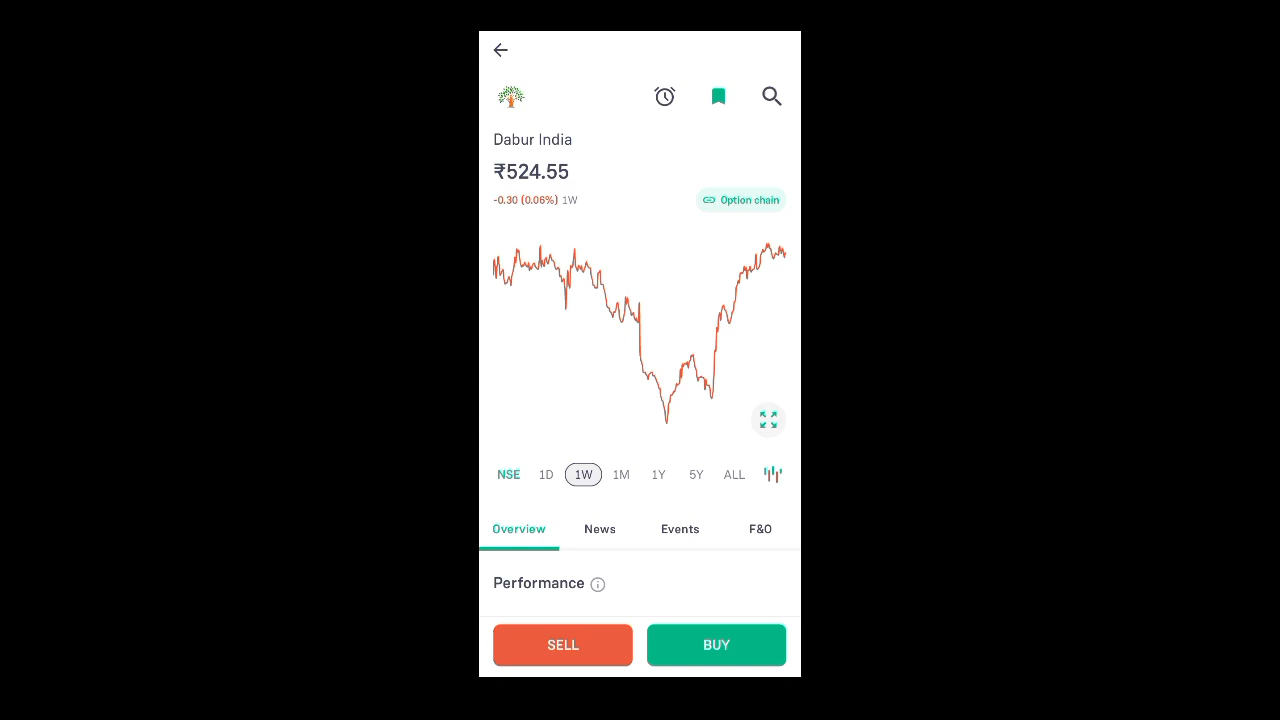 Dabur India
₹524.55
-0.30 (0.06%) 1W
Option chain
NSE 1D 1W 1M 1Y 5Y ALL
Overview News Events F&O
Performance
SELL BUY